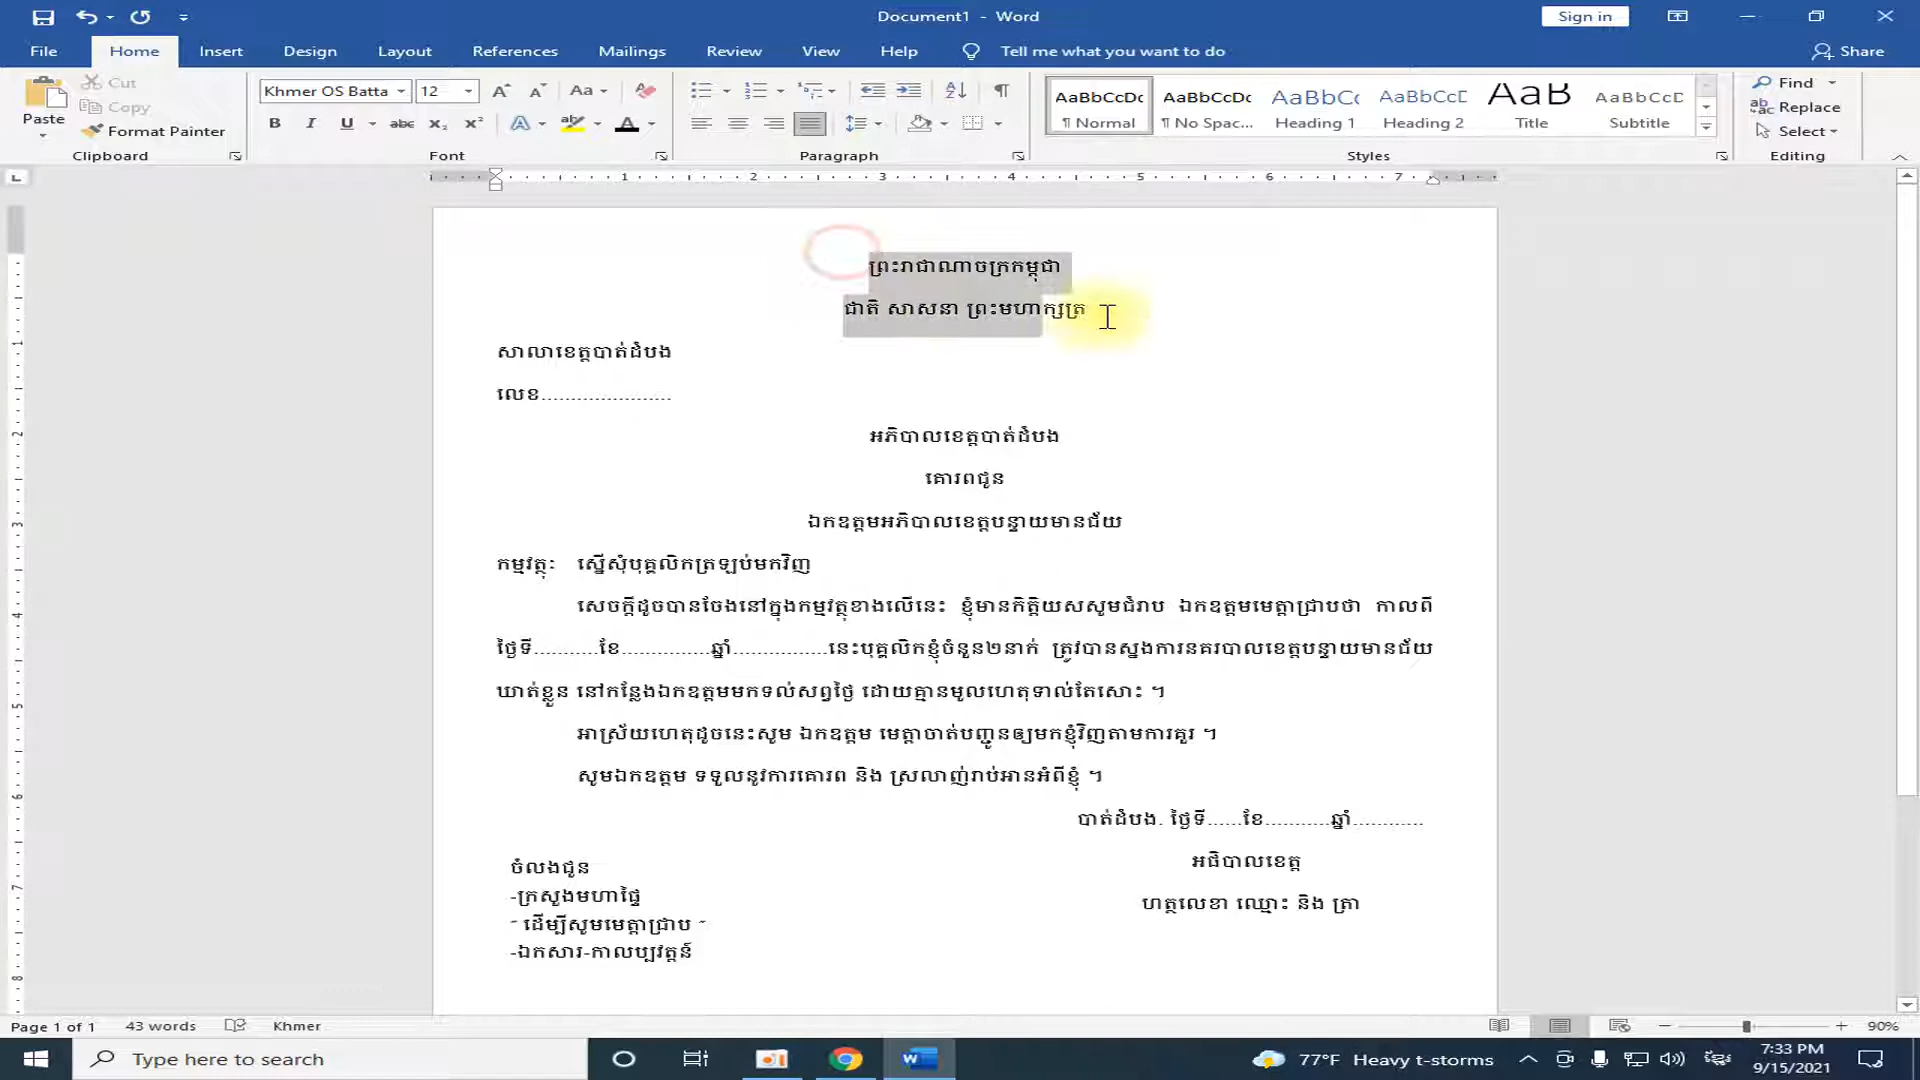 Document1 - Word
Sign in
File Home Insert Design Layout References Mailings Review View Help Tell me what you want to do Share
Paste Cut Copy Format Painter Clipboard
Khmer OS Batta 12 Aa
B I U abc X₂ X² A A
Font
Paragraph
AaBbCcDc AaBbCcDc AaBbCc AaBbCcD AaB AaBbCcD
¶ Normal ¶ No Spac... Heading 1 Heading 2 Title Subtitle
Styles
Find Replace Select Editing
1 2 3 4 5 6 7
ព្រះរាជាណាចក្រកម្ពុជា
ជាតិ សាសនា ព្រះមហាក្សត្រ
សាលាខេត្តបាត់ដំបង
លេខ......................
អភិបាលខេត្តបាត់ដំបង
គោរពជូន
ឯកឧត្តមអភិបាលខេត្តបន្ទាយមានជ័យ
កម្មវត្ថុៈ ស្នើសុំបុគ្គលិកត្រឡប់មកវិញ
សេចក្តីដូចបានចែងនៅក្នុងកម្មវត្ថុខាងលើនេះ ខ្ញុំមានកិត្តិយសសូមជំរាប ឯកឧត្តមមេត្តាជ្រាបថា កាលពី
ថ្ងៃទី...........ខែ...............ឆ្នាំ................នេះបុគ្គលិកខ្ញុំចំនួន២នាក់ ត្រូវបានស្នងការនគរបាលខេត្តបន្ទាយមានជ័យ
ឃាត់ខ្លួន នៅកន្លែងឯកឧត្តមមកទល់សព្វថ្ងៃ ដោយគ្មានមូលហេតុទាល់តែសោះ ។
អាស្រ័យហេតុដូចនេះសូម ឯកឧត្តម មេត្តាចាត់បញ្ជូនឲ្យមកខ្ញុំវិញតាមការគួរ ។
សូមឯកឧត្តម ទទួលនូវការគោរព និង ស្រលាញ់រាប់អានអំពីខ្ញុំ ។
បាត់ដំបង. ថ្ងៃទី......ខែ...........ឆ្នាំ............
អផិបាលខេត្ត
ហត្ថលេខា ឈ្មោះ និង ត្រា
ចំលងជូន
-ក្រសួងមហាផ្ទៃ
˝ ដើម្បីសូមមេត្តាជ្រាប ˝
-ឯកសារ-កាលប្បវត្តន៍
Page 1 of 1 43 words Khmer 90%
Type here to search
77°F Heavy t-storms
7:33 PM
9/15/2021